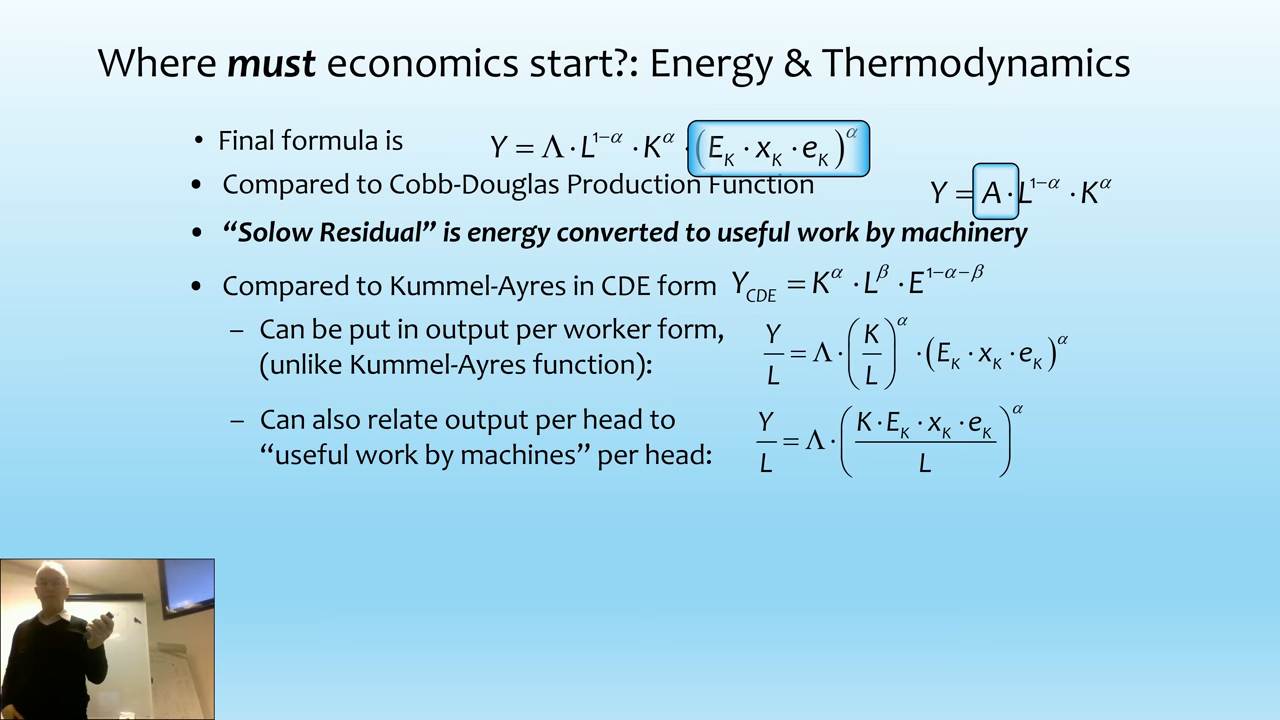 Where must economics start?: Energy & Thermodynamics
• Final formula is Y = Λ · L^{1−α} · K^α · (E_K · x_K · e_K)^α
• Compared to Cobb-Douglas Production Function Y = A · L^{1−α} · K^α
• “Solow Residual” is energy converted to useful work by machinery
• Compared to Kummel-Ayres in CDE form Y_{CDE} = K^α · L^β · E^{1−α−β}
– Can be put in output per worker form,
(unlike Kummel-Ayres function): Y/L = Λ · (K/L)^α · (E_K · x_K · e_K)^α
– Can also relate output per head to
“useful work by machines” per head: Y/L = Λ · ((K · E_K · x_K · e_K)/L)^α